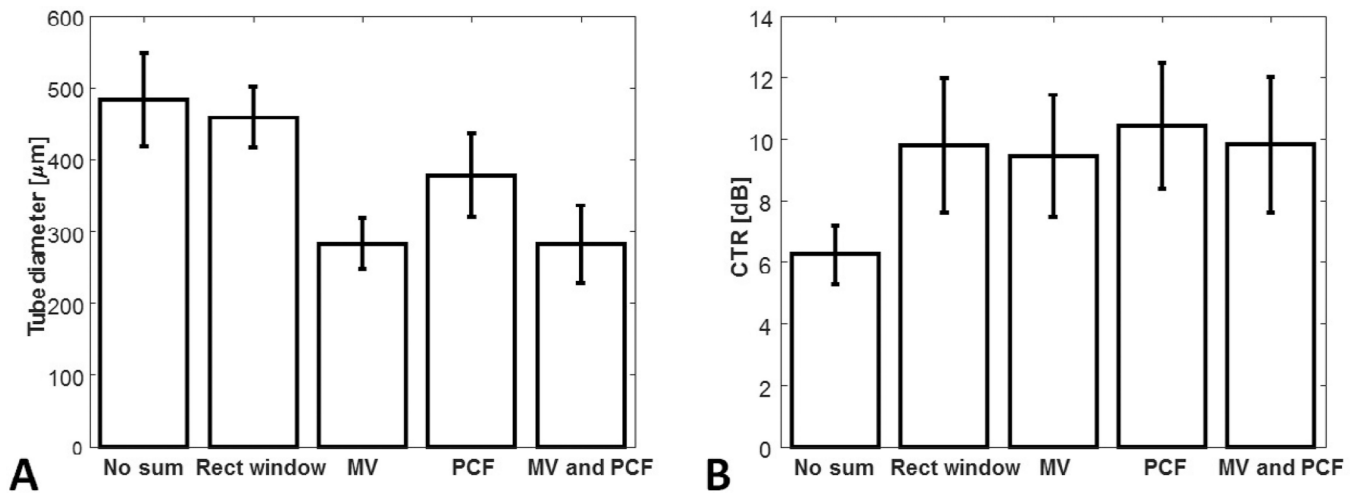 600
500
400
300
200
100
0
Tube diameter [μm]
No sum Rect window MV PCF MV and PCF
A
14
12
10
8
6
4
2
0
CTR [dB]
No sum Rect window MV PCF MV and PCF
B